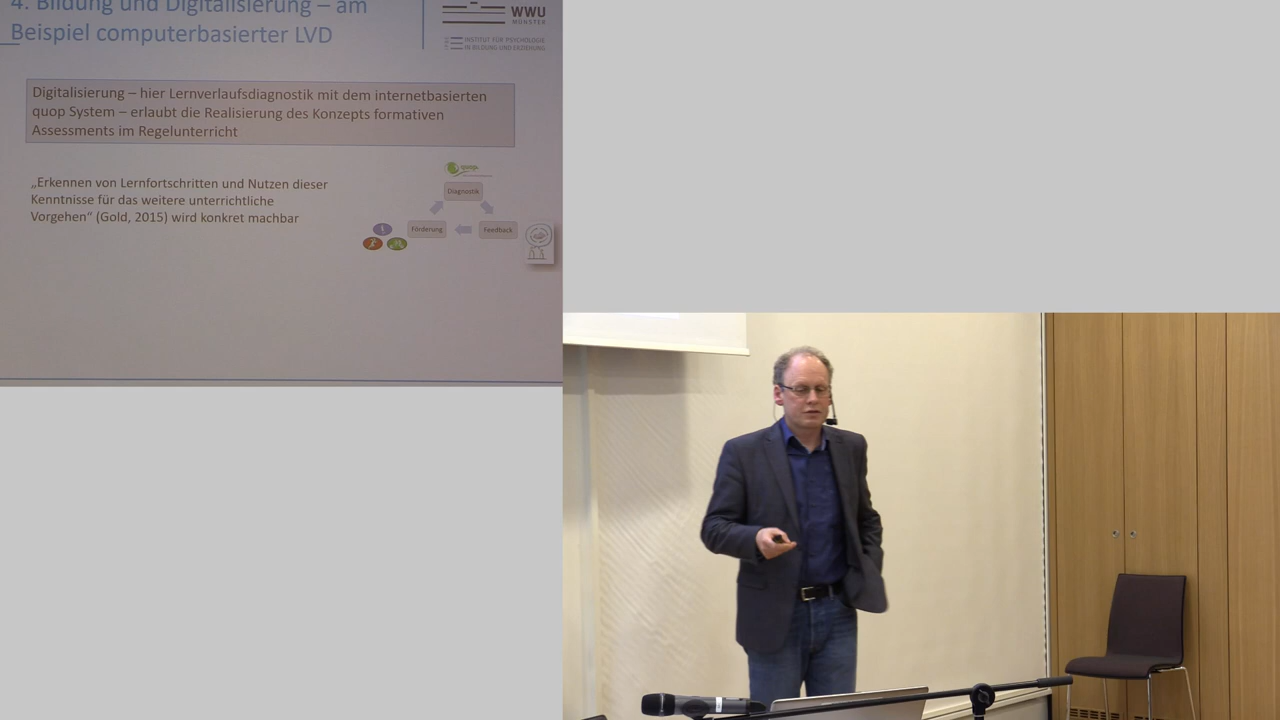 4. Bildung und Digitalisierung – am
Beispiel computerbasierter LVD
WWU
MÜNSTER
INSTITUT FÜR PSYCHOLOGIE
IN BILDUNG UND ERZIEHUNG
Digitalisierung – hier Lernverlaufsdiagnostik mit dem internetbasierten
quop System – erlaubt die Realisierung des Konzepts formativen
Assessments im Regelunterricht
„Erkennen von Lernfortschritten und Nutzen dieser
Kenntnisse für das weitere unterrichtliche
Vorgehen“ (Gold, 2015) wird konkret machbar
quop
Diagnostik
Förderung
Feedback